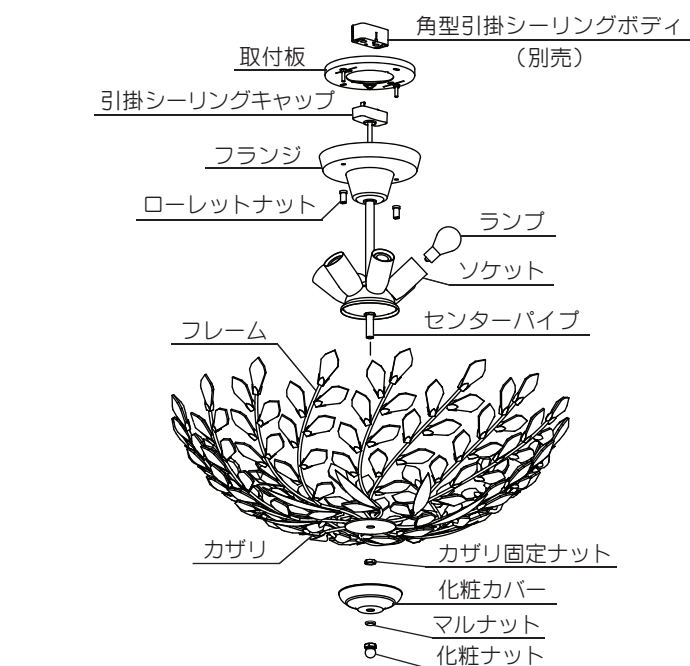 角型引掛シーリングボディ
（別売）
取付板
引掛シーリングキャップ
フランジ
ローレットナット
ランプ
ソケット
センターパイプ
フレーム
カザリ
カザリ固定ナット
化粧カバー
マルナット
化粧ナット